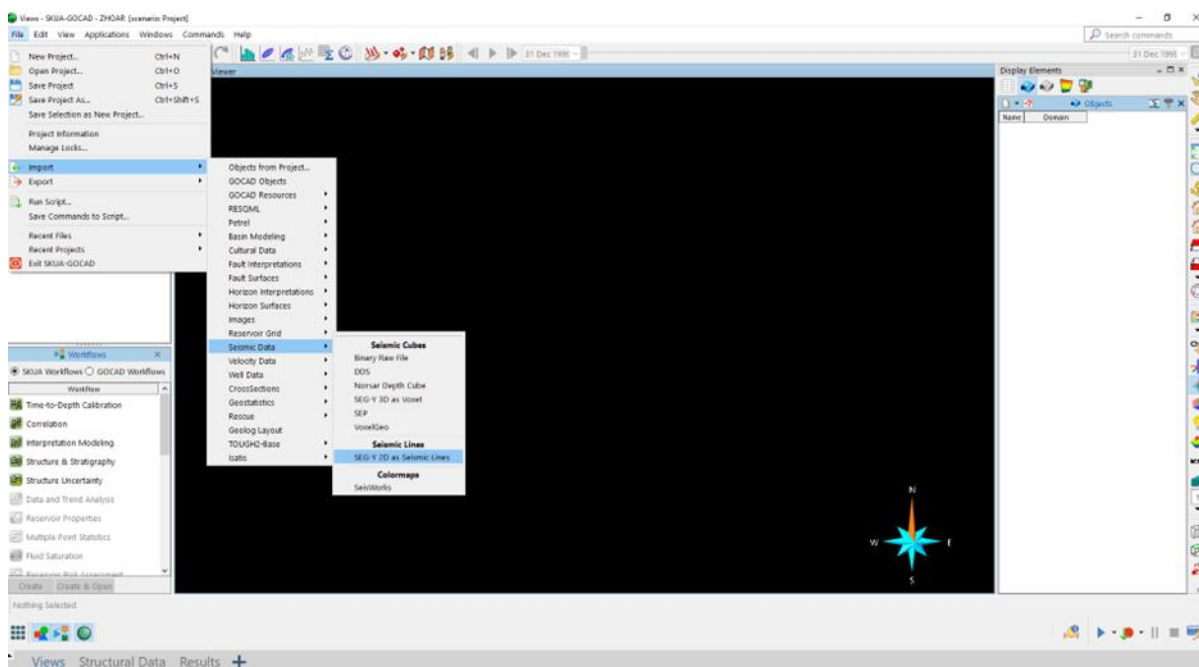 Views - SKUA-GOCAD - ZHOAR [scenario Project]
File Edit View Applications Windows Commands Help
Search commands
New Project... Ctrl+N
Open Project... Ctrl+O
Save Project Ctrl+S
Save Project As... Ctrl+Shift+S
Save Selection as New Project...
Project Information
Manage Locks...
Import
Export
Run Script...
Save Commands to Script...
Recent Files
Recent Projects
Exit SKUA-GOCAD
31 Dec 1995
31 Dec 1995
Viewer
Objects from Project...
GOCAD Objects
GOCAD Resources
RESQML
Petrel
Basin Modeling
Cultural Data
Fault Interpretations
Fault Surfaces
Horizon Interpretations
Horizon Surfaces
Images
Reservoir Grid
Seismic Data
Velocity Data
Well Data
CrossSections
Geostatistics
Rescue
Geolog Layout
TOUGH2-Base
Isatis
Seismic Cubes
Binary Raw File
DDS
Norsar Depth Cube
SEG-Y 3D as Voxet
SEP
VoxelGeo
Seismic Lines
SEG-Y 2D as Seismic Lines
Colormaps
SeisWorks
Display Elements
Objects
Name Domain
Workflows
SKUA Workflows GOCAD Workflows
Workflow
Time-to-Depth Calibration
Correlation
Interpretation Modeling
Structure & Stratigraphy
Structure Uncertainty
Data and Trend Analysis
Reservoir Properties
Multiple Point Statistics
Fluid Saturation
Reservoir Risk Assessment
Create Create & Open
N
W E
S
Nothing Selected
Views Structural Data Results